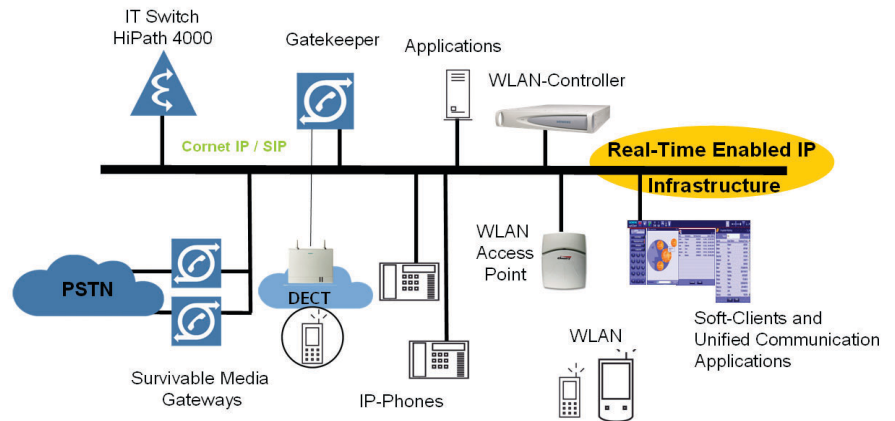 IT Switch
HiPath 4000
Gatekeeper
Applications
WLAN-Controller
Cornet IP / SIP
Real-Time Enabled IP
Infrastructure
WLAN
Access
Point
PSTN
DECT
Survivable Media
Gateways
IP-Phones
WLAN
Soft-Clients and
Unified Communication
Applications